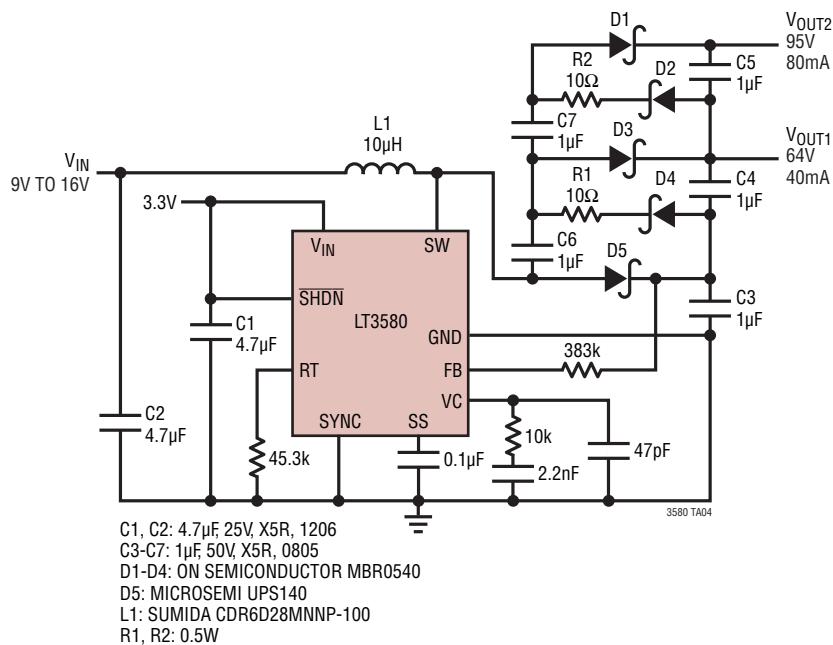 D1
VOUT2
95V
80mA
R2
10Ω
D2
C5
1µF
C7
1µF
D3
VOUT1
64V
40mA
R1
10Ω
D4
C4
1µF
C6
1µF
D5
C3
1µF
L1
10µH
VIN
9V TO 16V
3.3V
VIN
SW
SHDN
LT3580
GND
C1
4.7µF
383k
RT
FB
VC
C2
4.7µF
SYNC
SS
10k
47pF
45.3k
0.1µF
2.2nF
3580 TA04
C1, C2: 4.7µF, 25V, X5R, 1206
C3-C7: 1µF, 50V, X5R, 0805
D1-D4: ON SEMICONDUCTOR MBR0540
D5: MICROSEMI UPS140
L1: SUMIDA CDR6D28MNNP-100
R1, R2: 0.5W